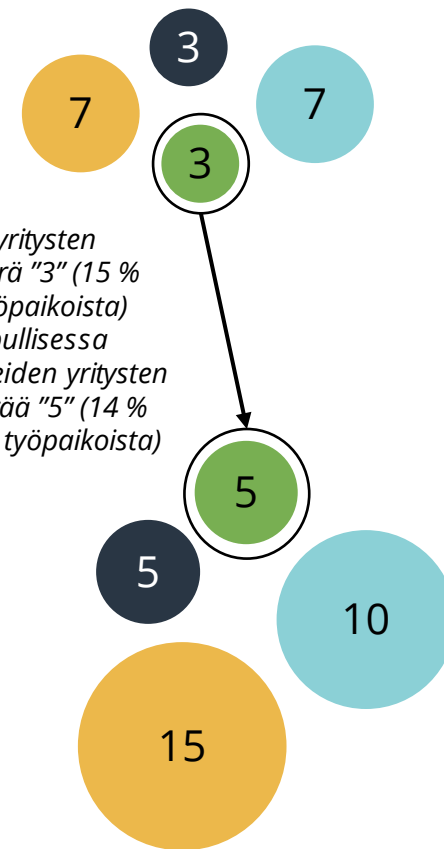 3
7
7
3
yritysten
rä ”3” (15 %
öpaikoista)
pullisessa
eiden yritysten
ää ”5” (14 %
työpaikoista)
5
5
10
15